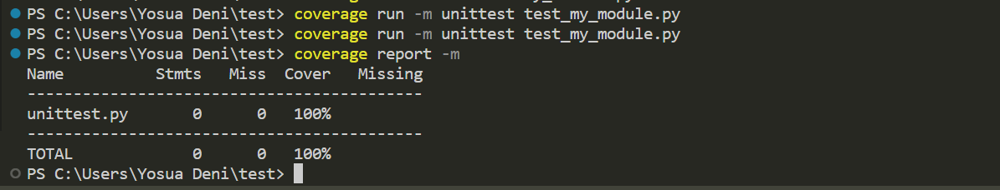 PS C:\Users\Yosua Deni\test> coverage run -m unittest test_my_module.py
PS C:\Users\Yosua Deni\test> coverage run -m unittest test_my_module.py
PS C:\Users\Yosua Deni\test> coverage report -m
Name          Stmts   Miss  Cover   Missing
-------------------------------------------
unittest.py       0      0   100%
-------------------------------------------
TOTAL             0      0   100%
PS C:\Users\Yosua Deni\test>